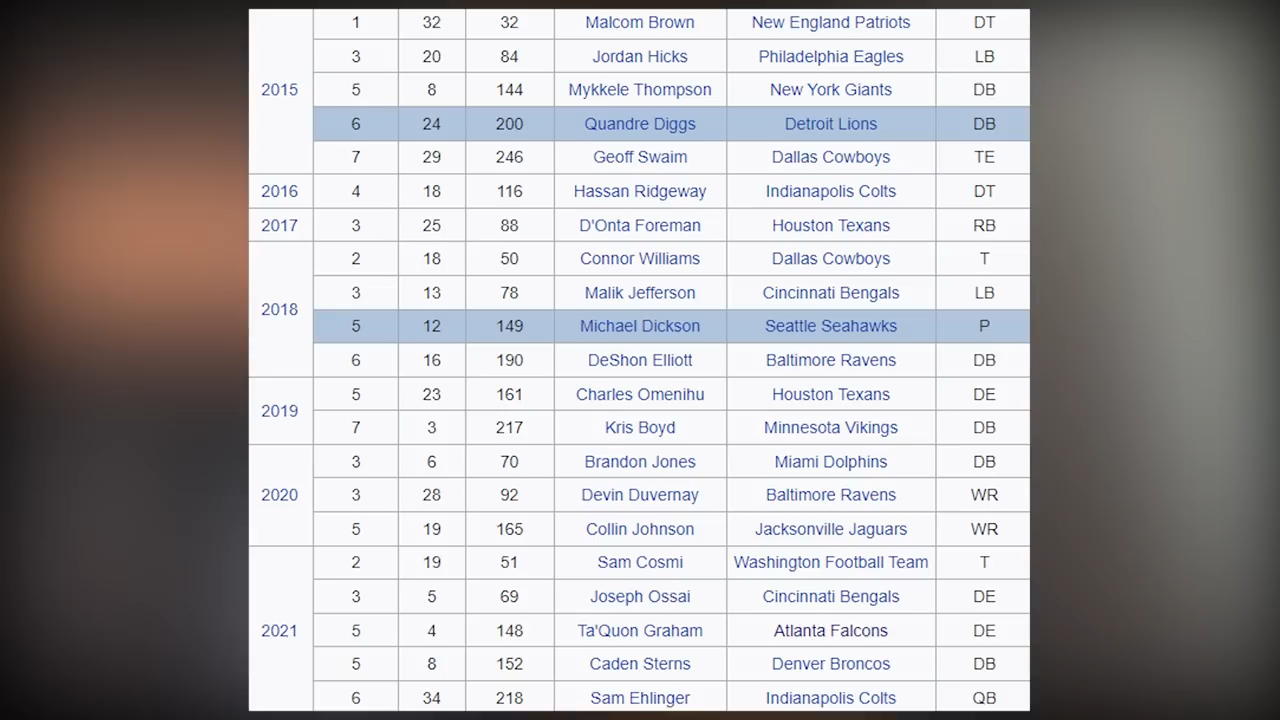 2015 1 32 32 Malcom Brown New England Patriots DT
3 20 84 Jordan Hicks Philadelphia Eagles LB
5 8 144 Mykkele Thompson New York Giants DB
6 24 200 Quandre Diggs Detroit Lions DB
7 29 246 Geoff Swaim Dallas Cowboys TE
2016 4 18 116 Hassan Ridgeway Indianapolis Colts DT
2017 3 25 88 D'Onta Foreman Houston Texans RB
2018 2 18 50 Connor Williams Dallas Cowboys T
3 13 78 Malik Jefferson Cincinnati Bengals LB
5 12 149 Michael Dickson Seattle Seahawks P
6 16 190 DeShon Elliott Baltimore Ravens DB
2019 5 23 161 Charles Omenihu Houston Texans DE
7 3 217 Kris Boyd Minnesota Vikings DB
2020 3 6 70 Brandon Jones Miami Dolphins DB
3 28 92 Devin Duvernay Baltimore Ravens WR
5 19 165 Collin Johnson Jacksonville Jaguars WR
2021 2 19 51 Sam Cosmi Washington Football Team T
3 5 69 Joseph Ossai Cincinnati Bengals DE
5 4 148 Ta'Quon Graham Atlanta Falcons DE
5 8 152 Caden Sterns Denver Broncos DB
6 34 218 Sam Ehlinger Indianapolis Colts QB